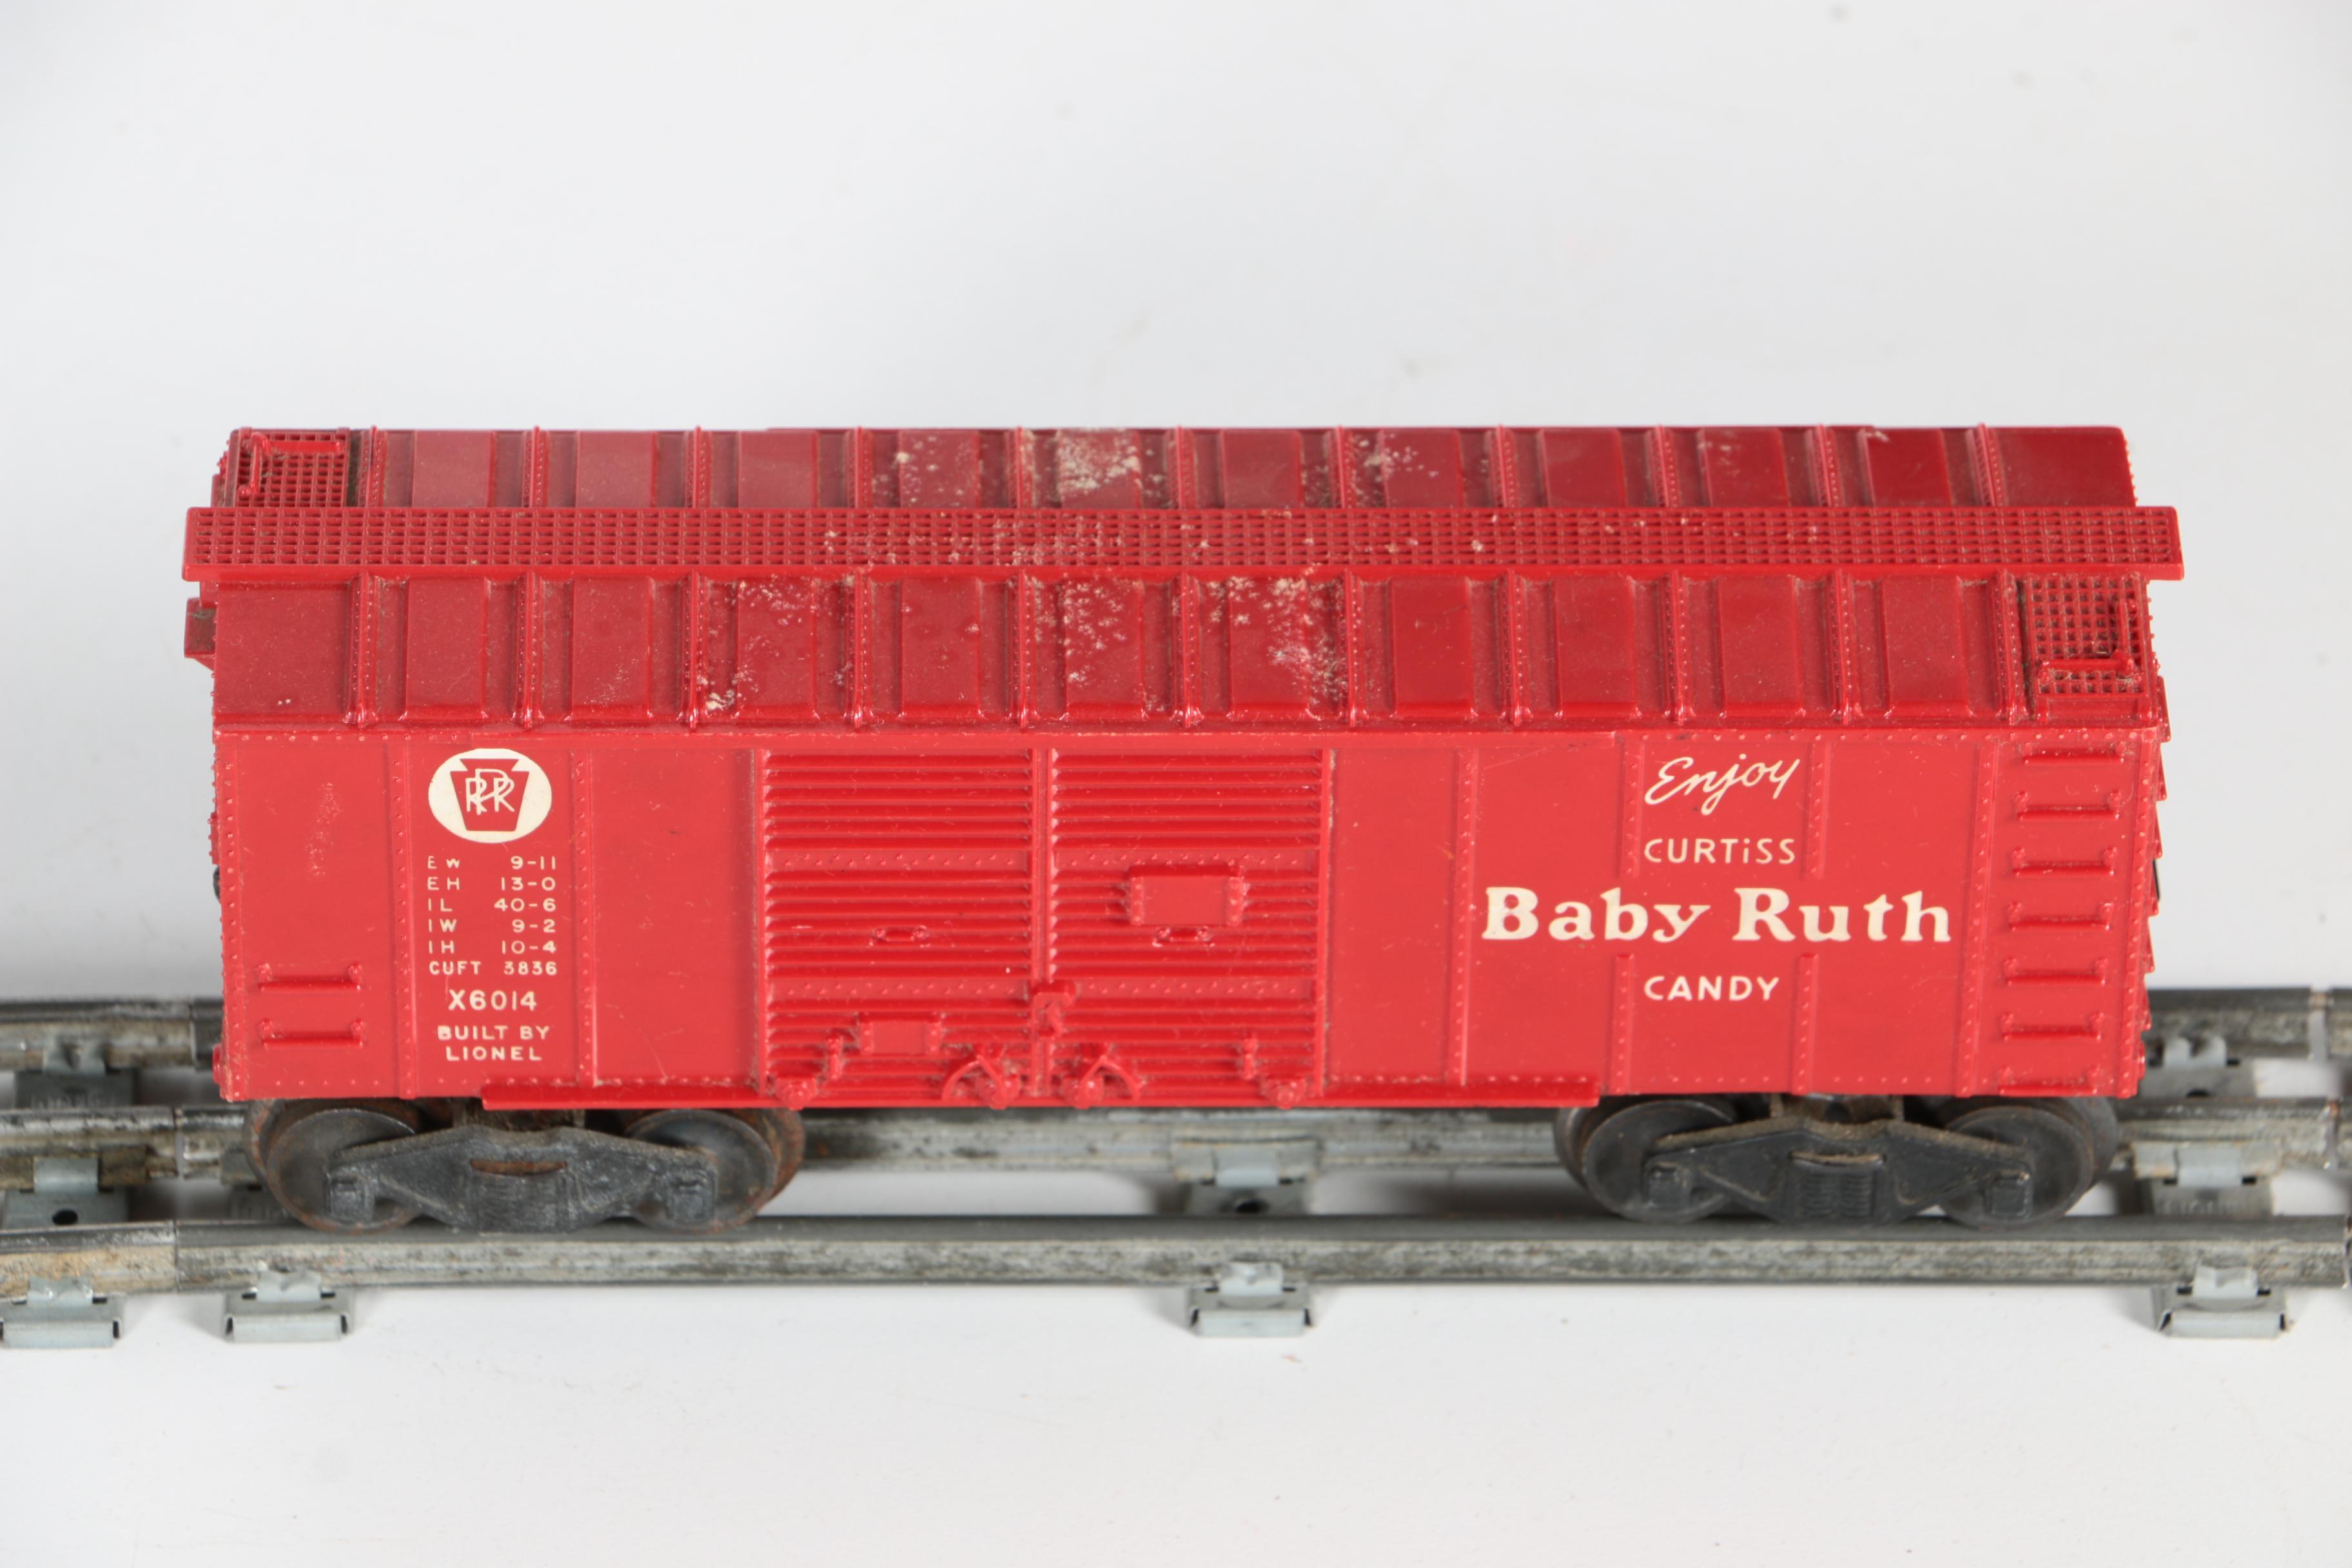 PRR
EW 9-11
EH 13-0
IL 40-6
IW 9-2
IH 10-4
CUFT 3836
X6014
BUILT BY
LIONEL
Enjoy
CURTiSS
Baby Ruth
CANDY